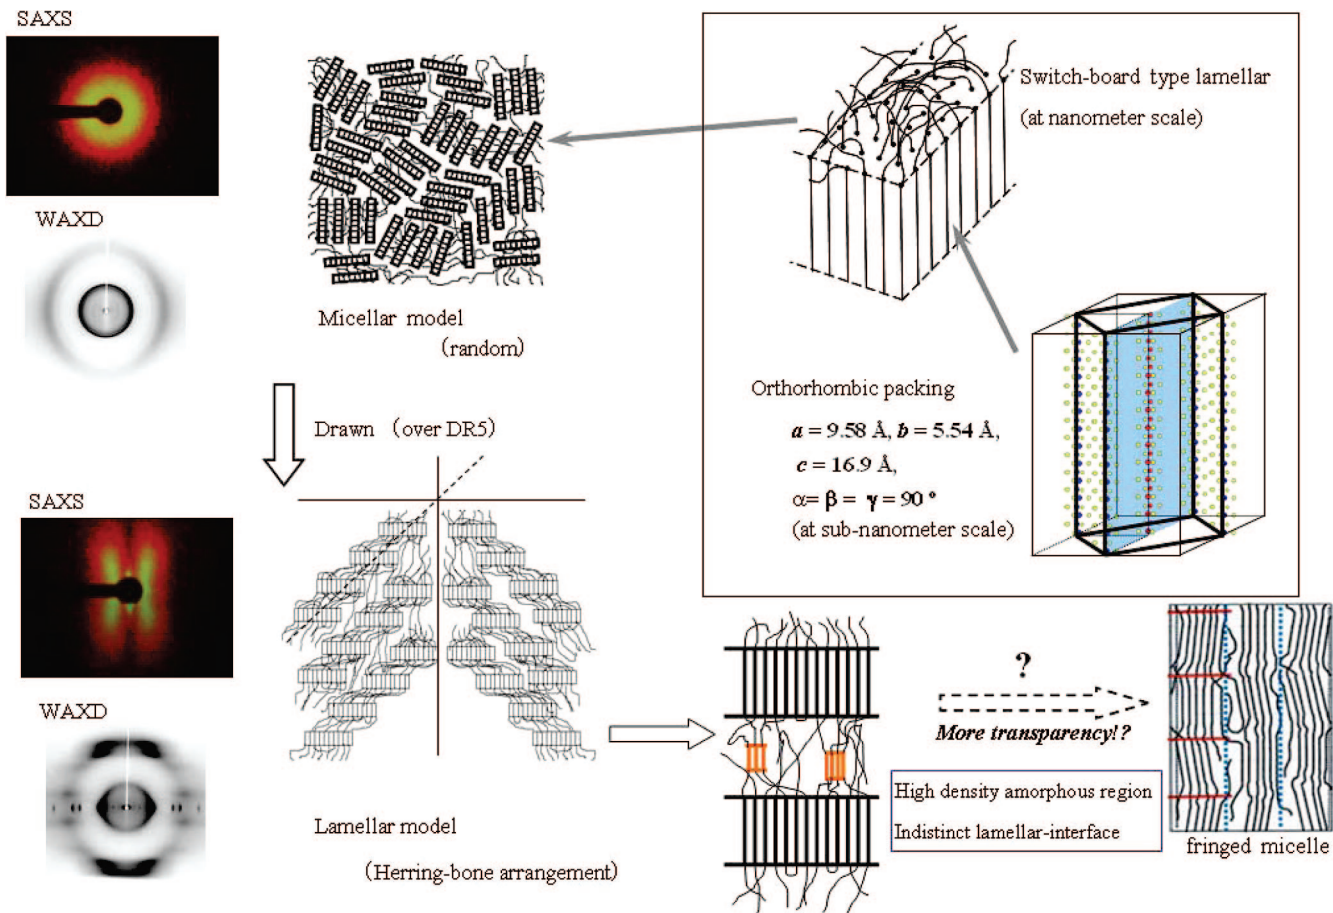 SAXS
WAXD
Micellar model
(random)
Switch-board type lamellar
(at nanometer scale)
Orthorhombic packing
a = 9.58 Å, b = 5.54 Å,
c = 16.9 Å,
α= β = γ = 90 °
(at sub-nanometer scale)
Drawn (over DR5)
SAXS
WAXD
Lamellar model
(Herring-bone arrangement)
?
More transparency!?
High density amorphous region
Indistinct lamellar-interface
fringed micelle